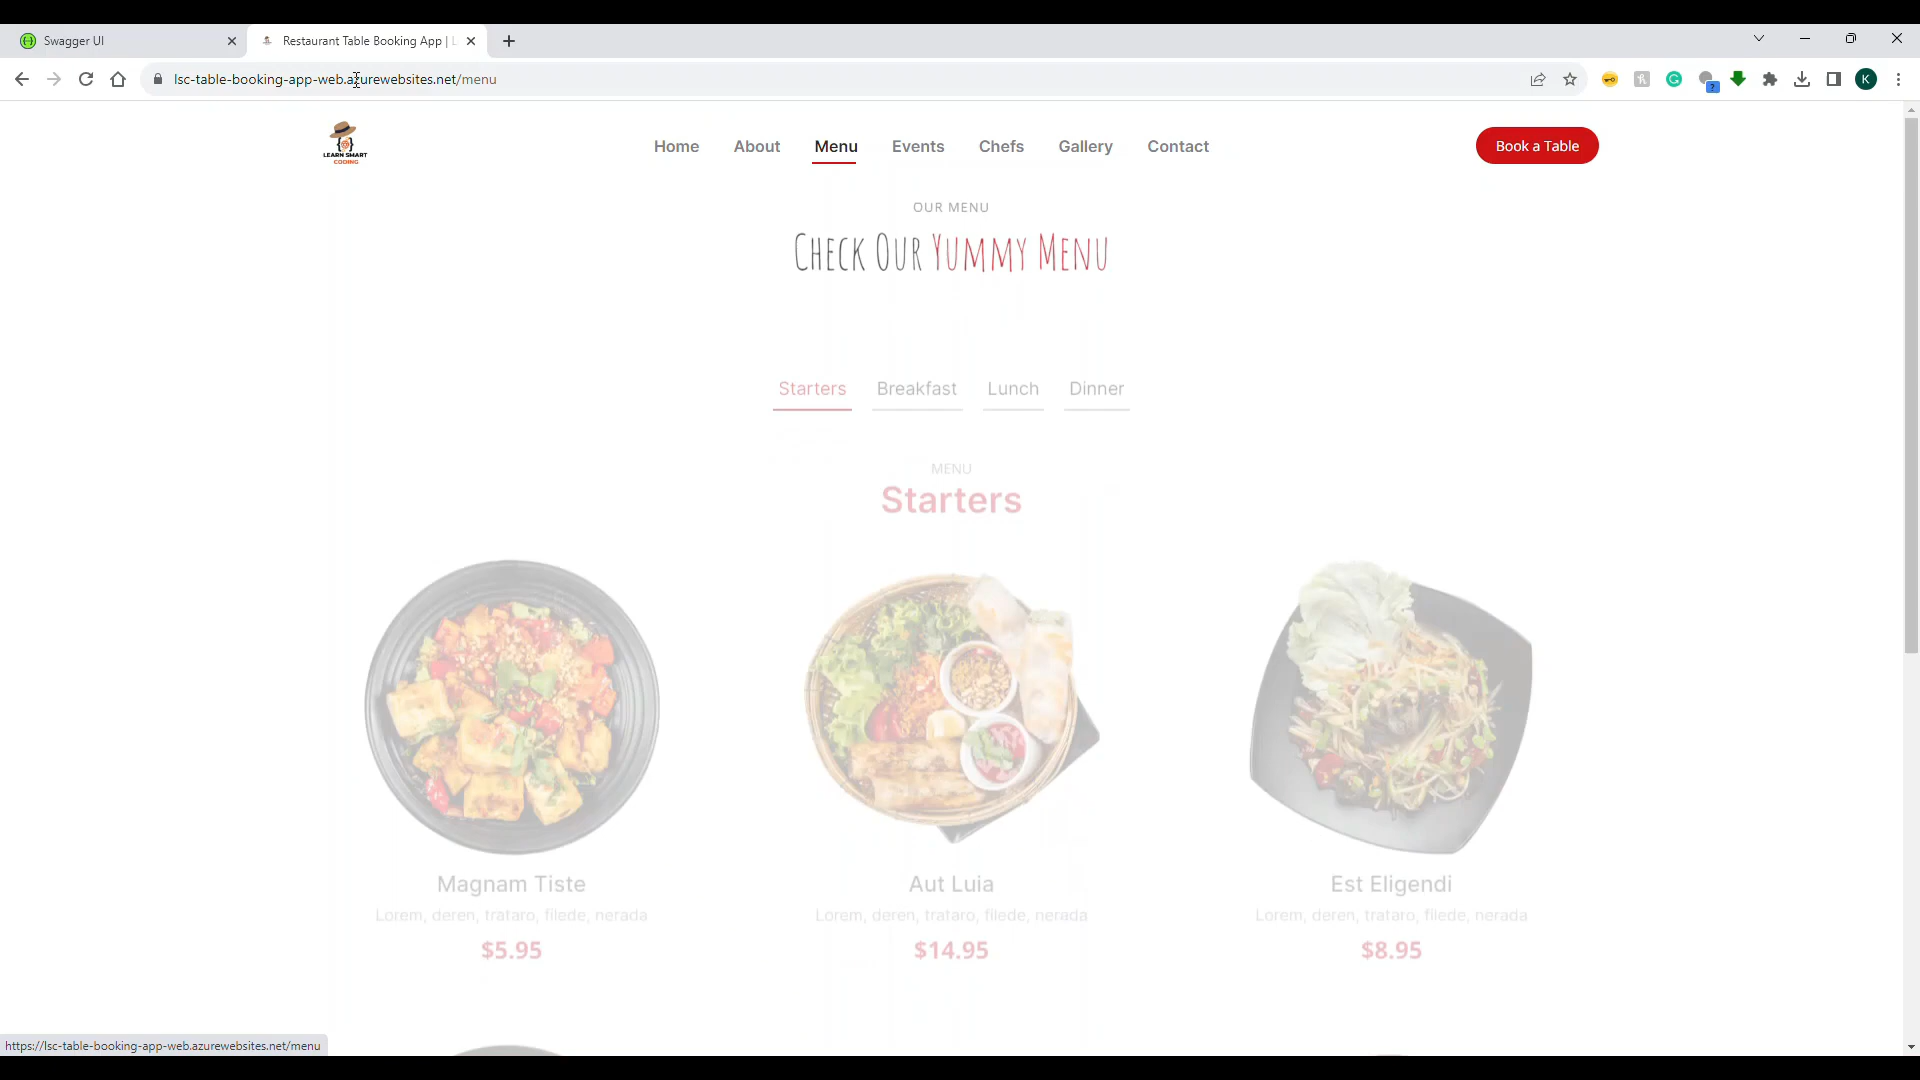 Swagger UI
Restaurant Table Booking App | L
lsc-table-booking-app-web.azurewebsites.net/menu
?
K
LEARN SMART
CODING
Home
About
Menu
Events
Chefs
Gallery
Contact
Book a Table
OUR MENU
CHECK OUR YUMMY MENU
Starters
Breakfast
Lunch
Dinner
MENU
Starters
Magnam Tiste
Aut Luia
Est Eligendi
Lorem, deren, trataro, filede, nerada
Lorem, deren, trataro, filede, nerada
Lorem, deren, trataro, filede, nerada
$5.95
$14.95
$8.95
https://lsc-table-booking-app-web.azurewebsites.net/menu